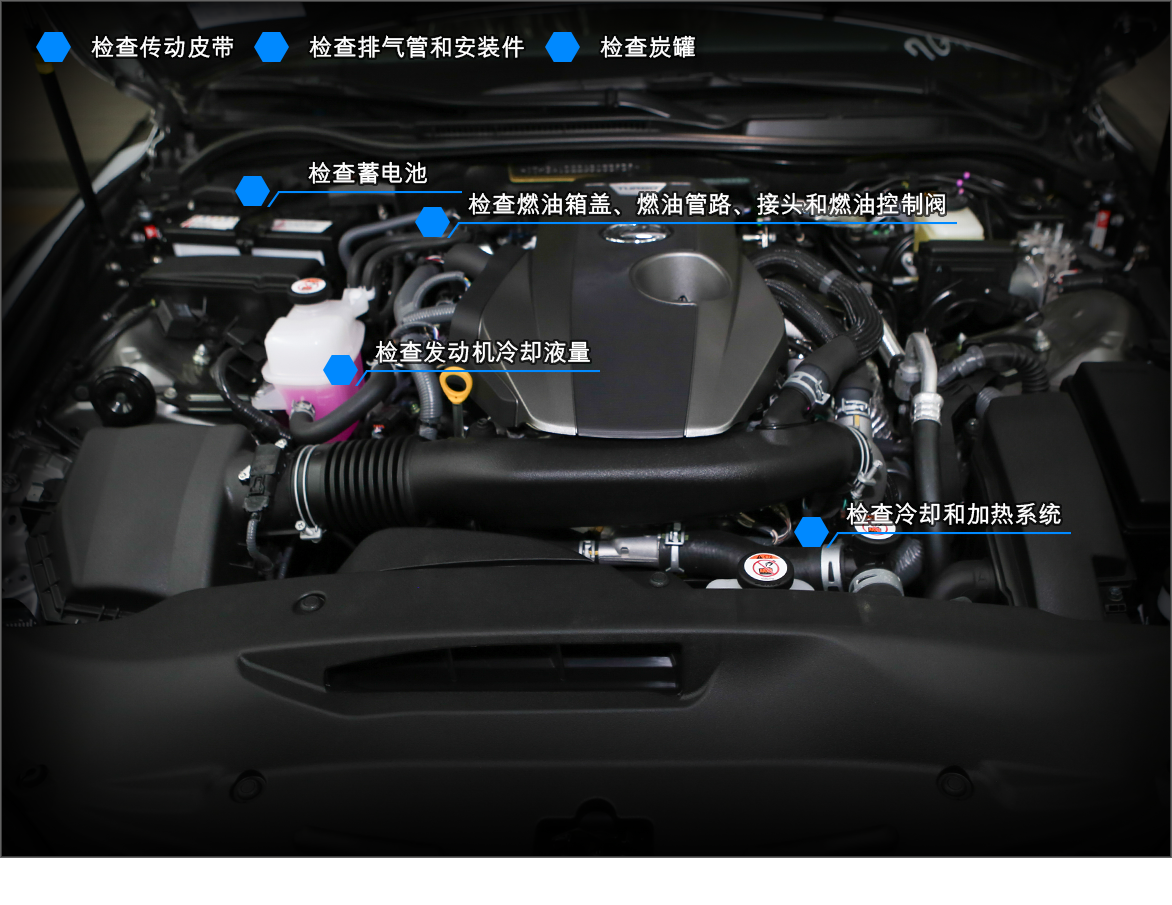 检查传动皮带
检查排气管和安装件
检查炭罐
检查蓄电池
检查燃油箱盖、燃油管路、接头和燃油控制阀
检查发动机冷却液量
检查冷却和加热系统